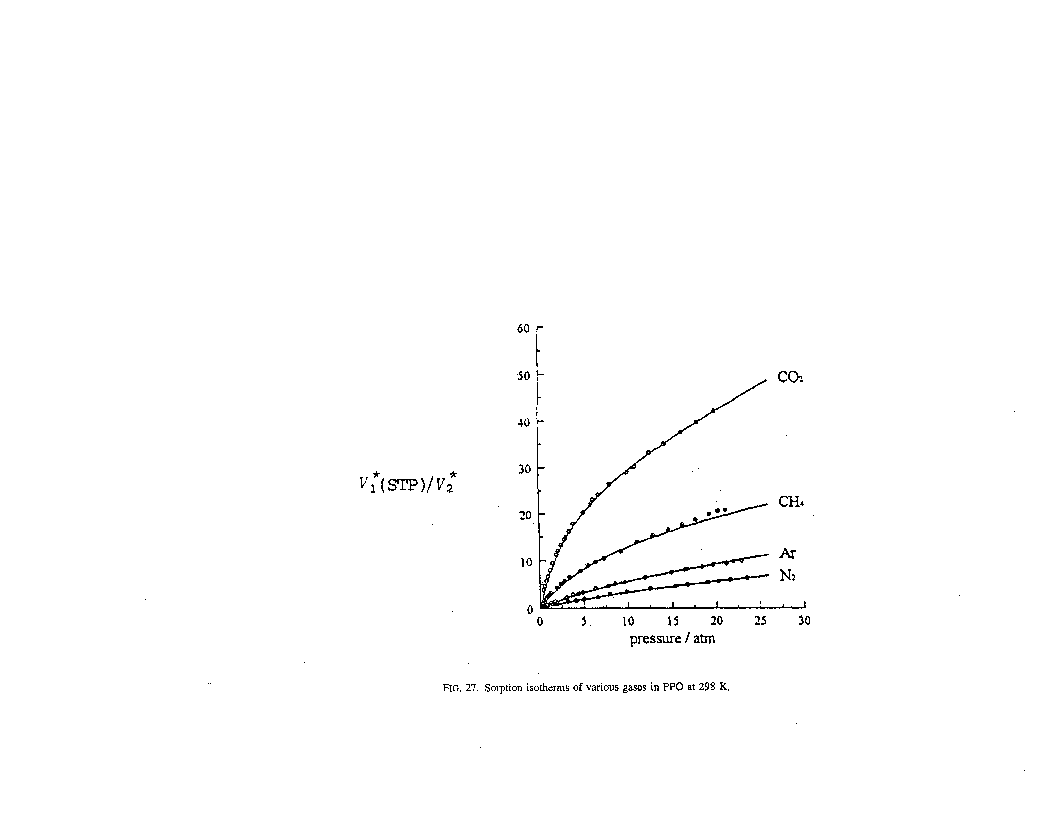 60
50
40
30
20
10
0
V₁*(STP)/V₂*
CO₂
CH₄
Ar
N₂
0 5 10 15 20 25 30
pressure / atm
FIG. 27. Sorption isotherms of various gases in PPO at 298 K.